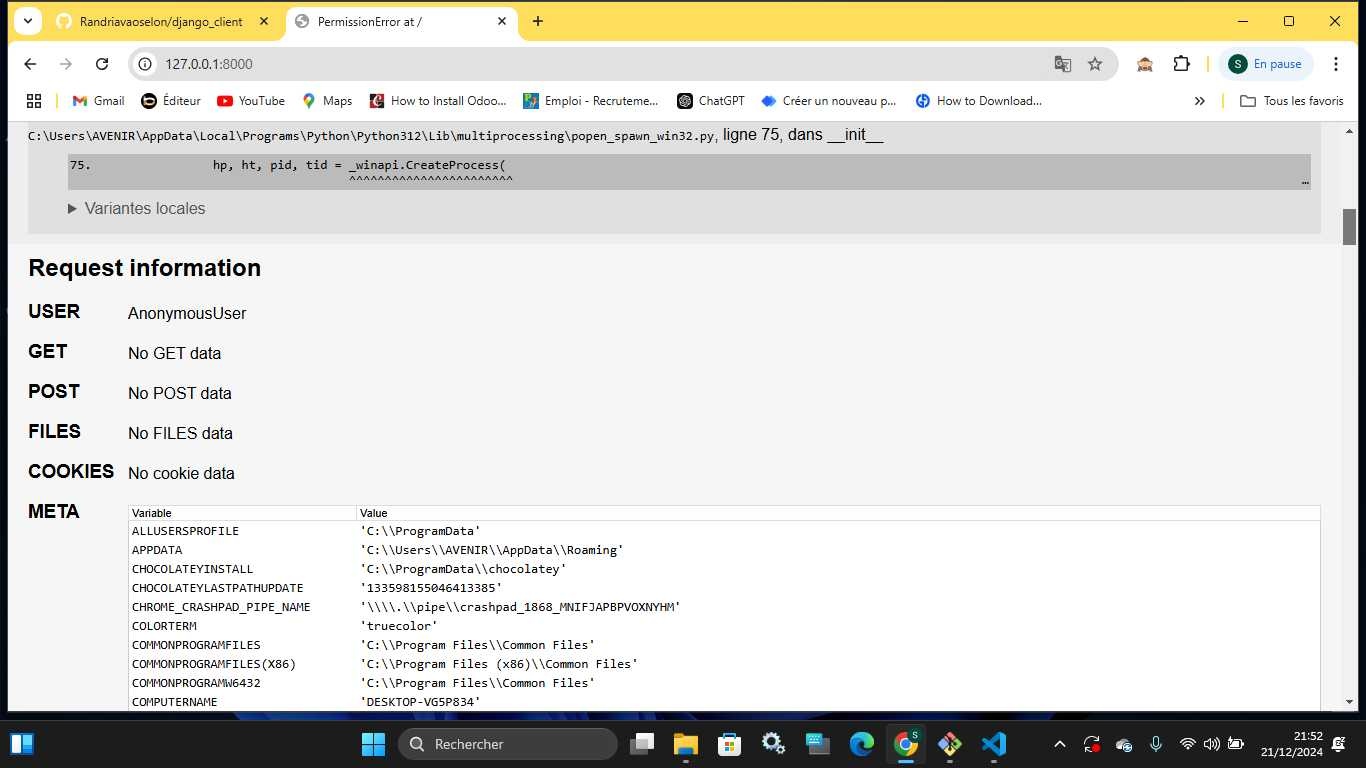 Randriavaoselon/django_client
PermissionError at /
127.0.0.1:8000
S En pause
Gmail
Éditeur
YouTube
Maps
How to Install Odoo...
Emploi - Recruteme...
ChatGPT
Créer un nouveau p...
How to Download...
Tous les favoris
C:\Users\AVENIR\AppData\Local\Programs\Python\Python312\Lib\multiprocessing\popen_spawn_win32.py, ligne 75, dans __init__
75. hp, ht, pid, tid = _winapi.CreateProcess(
^^^^^^^^^^^^^^^^^^^^^^^
…
Variantes locales
Request information
USER AnonymousUser
GET No GET data
POST No POST data
FILES No FILES data
COOKIES No cookie data
META
Variable Value
ALLUSERSPROFILE 'C:\\ProgramData'
APPDATA 'C:\\Users\\AVENIR\\AppData\\Roaming'
CHOCOLATEYINSTALL 'C:\\ProgramData\\chocolatey'
CHOCOLATEYLASTPATHUPDATE '133598155046413385'
CHROME_CRASHPAD_PIPE_NAME '\\\\.\\pipe\\crashpad_1868_MNIFJAPBPVOXNYHM'
COLORTERM 'truecolor'
COMMONPROGRAMFILES 'C:\\Program Files\\Common Files'
COMMONPROGRAMFILES(X86) 'C:\\Program Files (x86)\\Common Files'
COMMONPROGRAMW6432 'C:\\Program Files\\Common Files'
COMPUTERNAME 'DESKTOP-VG5P834'
Rechercher
S
21:52
21/12/2024